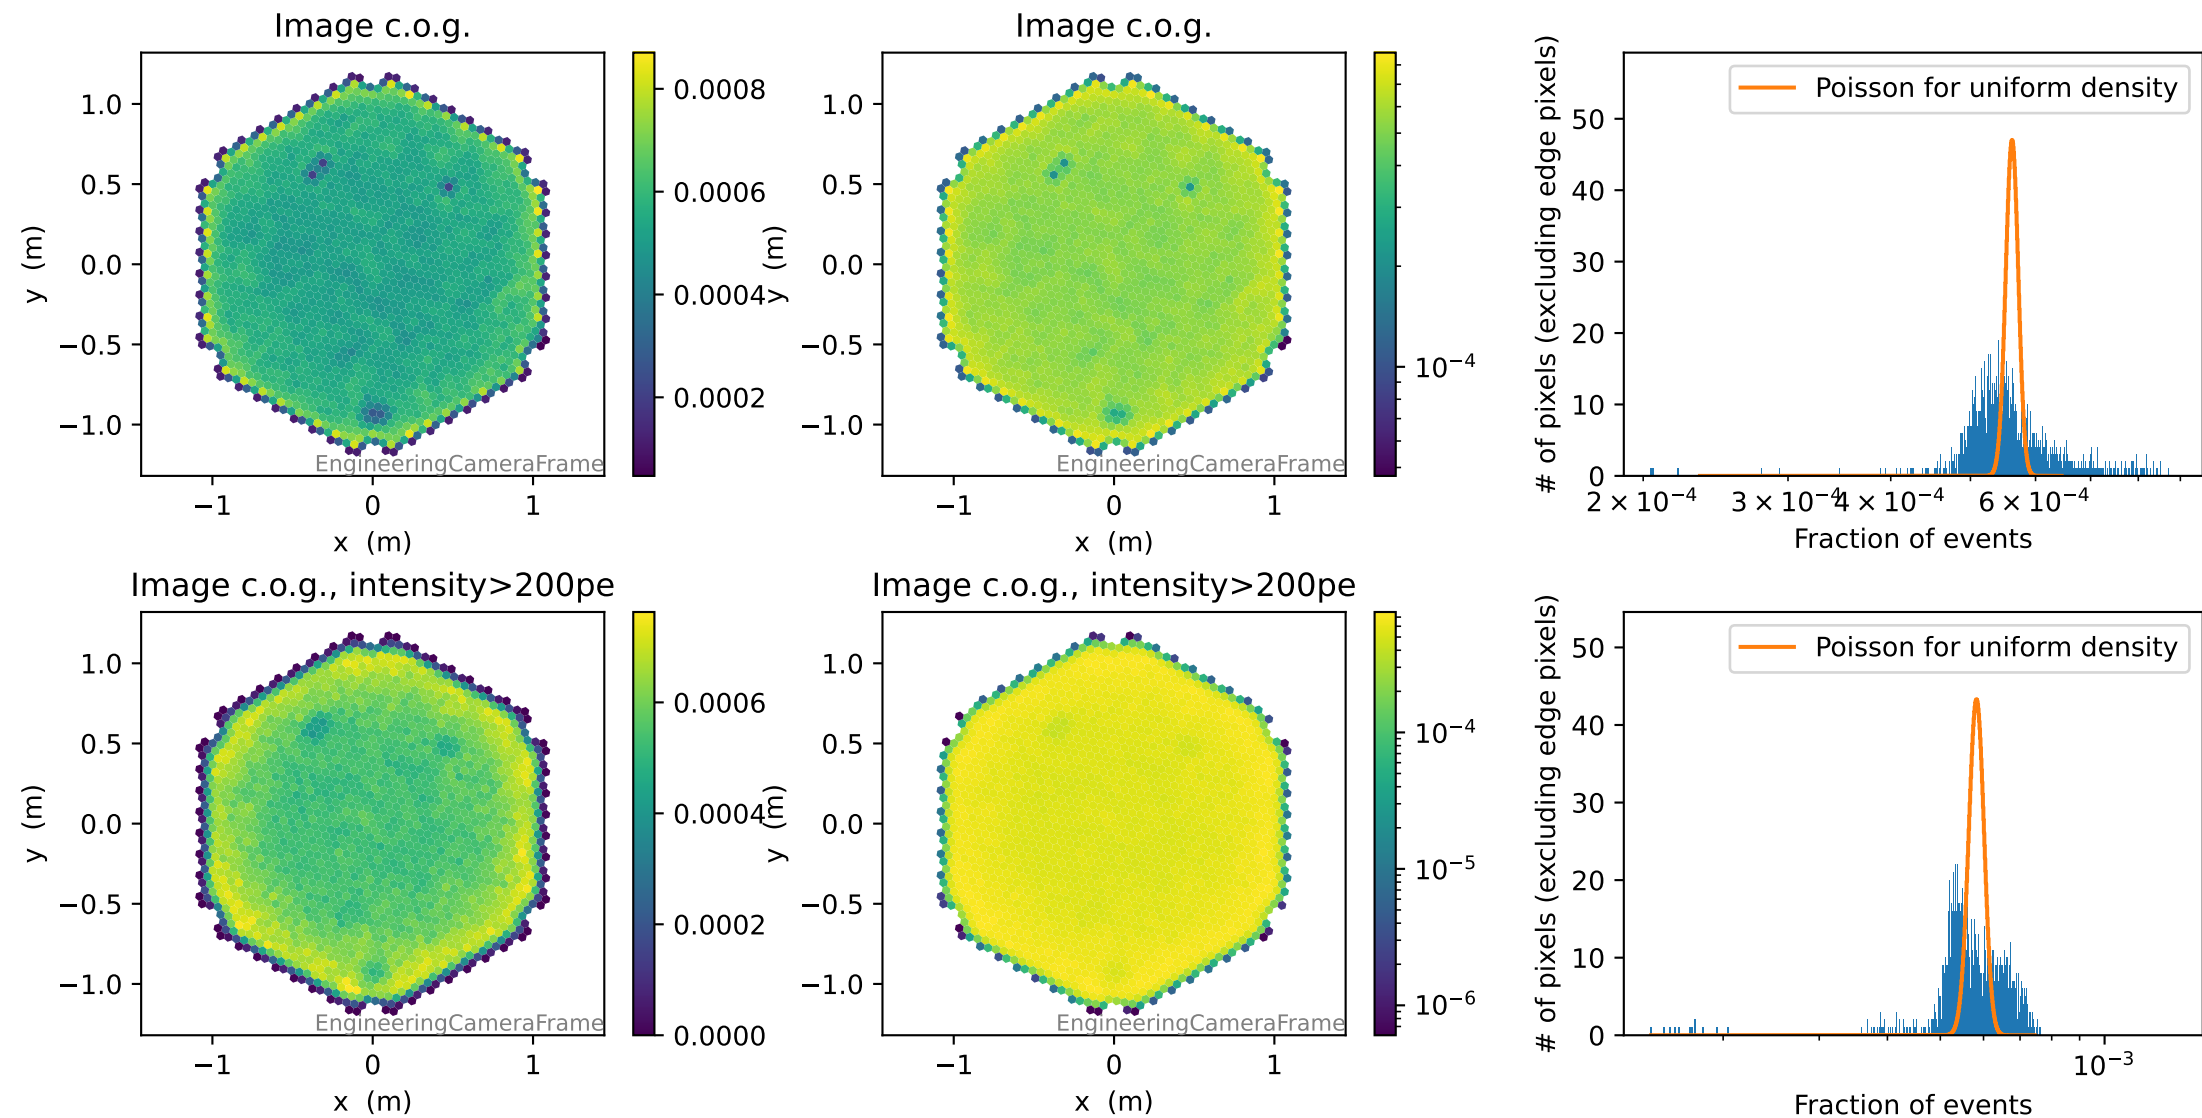 Image c.o.g.
1.0
0.5
0.0
−0.5
−1.0
y (m)
−1
0
1
x (m)
EngineeringCameraFrame
0.0008
0.0006
0.0004
0.0002
Image c.o.g.
1.0
0.5
0.0
−0.5
−1.0
y (m)
−1
0
1
x (m)
EngineeringCameraFrame
10⁻⁴
Poisson for uniform density
50
40
30
20
10
0
# of pixels (excluding edge pixels)
2 × 10⁻⁴
3 × 10⁻⁴
4 × 10⁻⁴
6 × 10⁻⁴
Fraction of events
Image c.o.g., intensity>200pe
1.0
0.5
0.0
−0.5
−1.0
y (m)
−1
0
1
x (m)
EngineeringCameraFrame
0.0006
0.0004
0.0002
0.0000
Image c.o.g., intensity>200pe
1.0
0.5
0.0
−0.5
−1.0
y (m)
−1
0
1
x (m)
EngineeringCameraFrame
10⁻⁴
10⁻⁵
10⁻⁶
Poisson for uniform density
50
40
30
20
10
0
# of pixels (excluding edge pixels)
10⁻³
Fraction of events